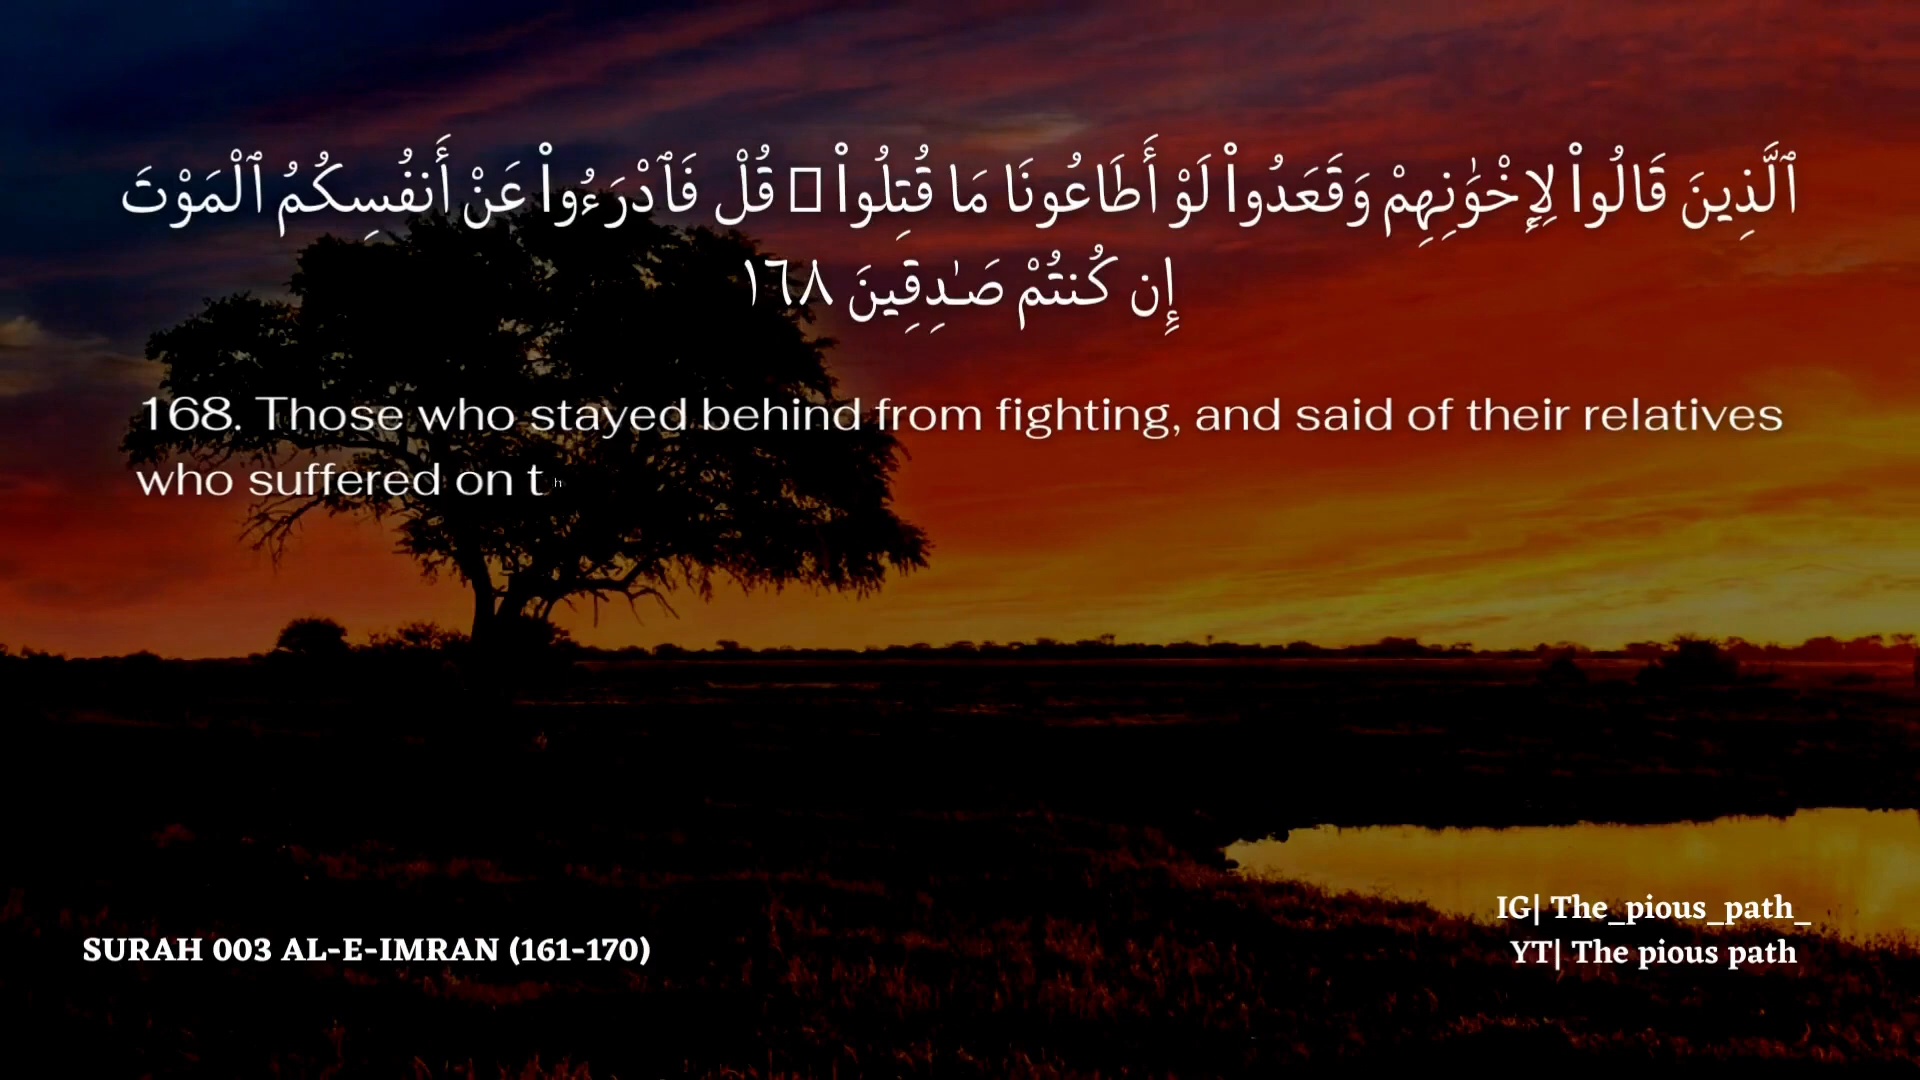 ٱلَّذِينَ قَالُوا۟ لِإِخْوَٰنِهِمْ وَقَعَدُوا۟ لَوْ أَطَاعُونَا مَا قُتِلُوا۟ ▯ قُلْ فَٱدْرَءُوا۟ عَنْ أَنفُسِكُمُ ٱلْمَوْتَ
إِن كُنتُمْ صَـٰدِقِينَ ١٦٨
168. Those who stayed behind from fighting, and said of their relatives
who suffered on th
SURAH 003 AL-E-IMRAN (161-170)
IG| The_pious_path_
YT| The pious path